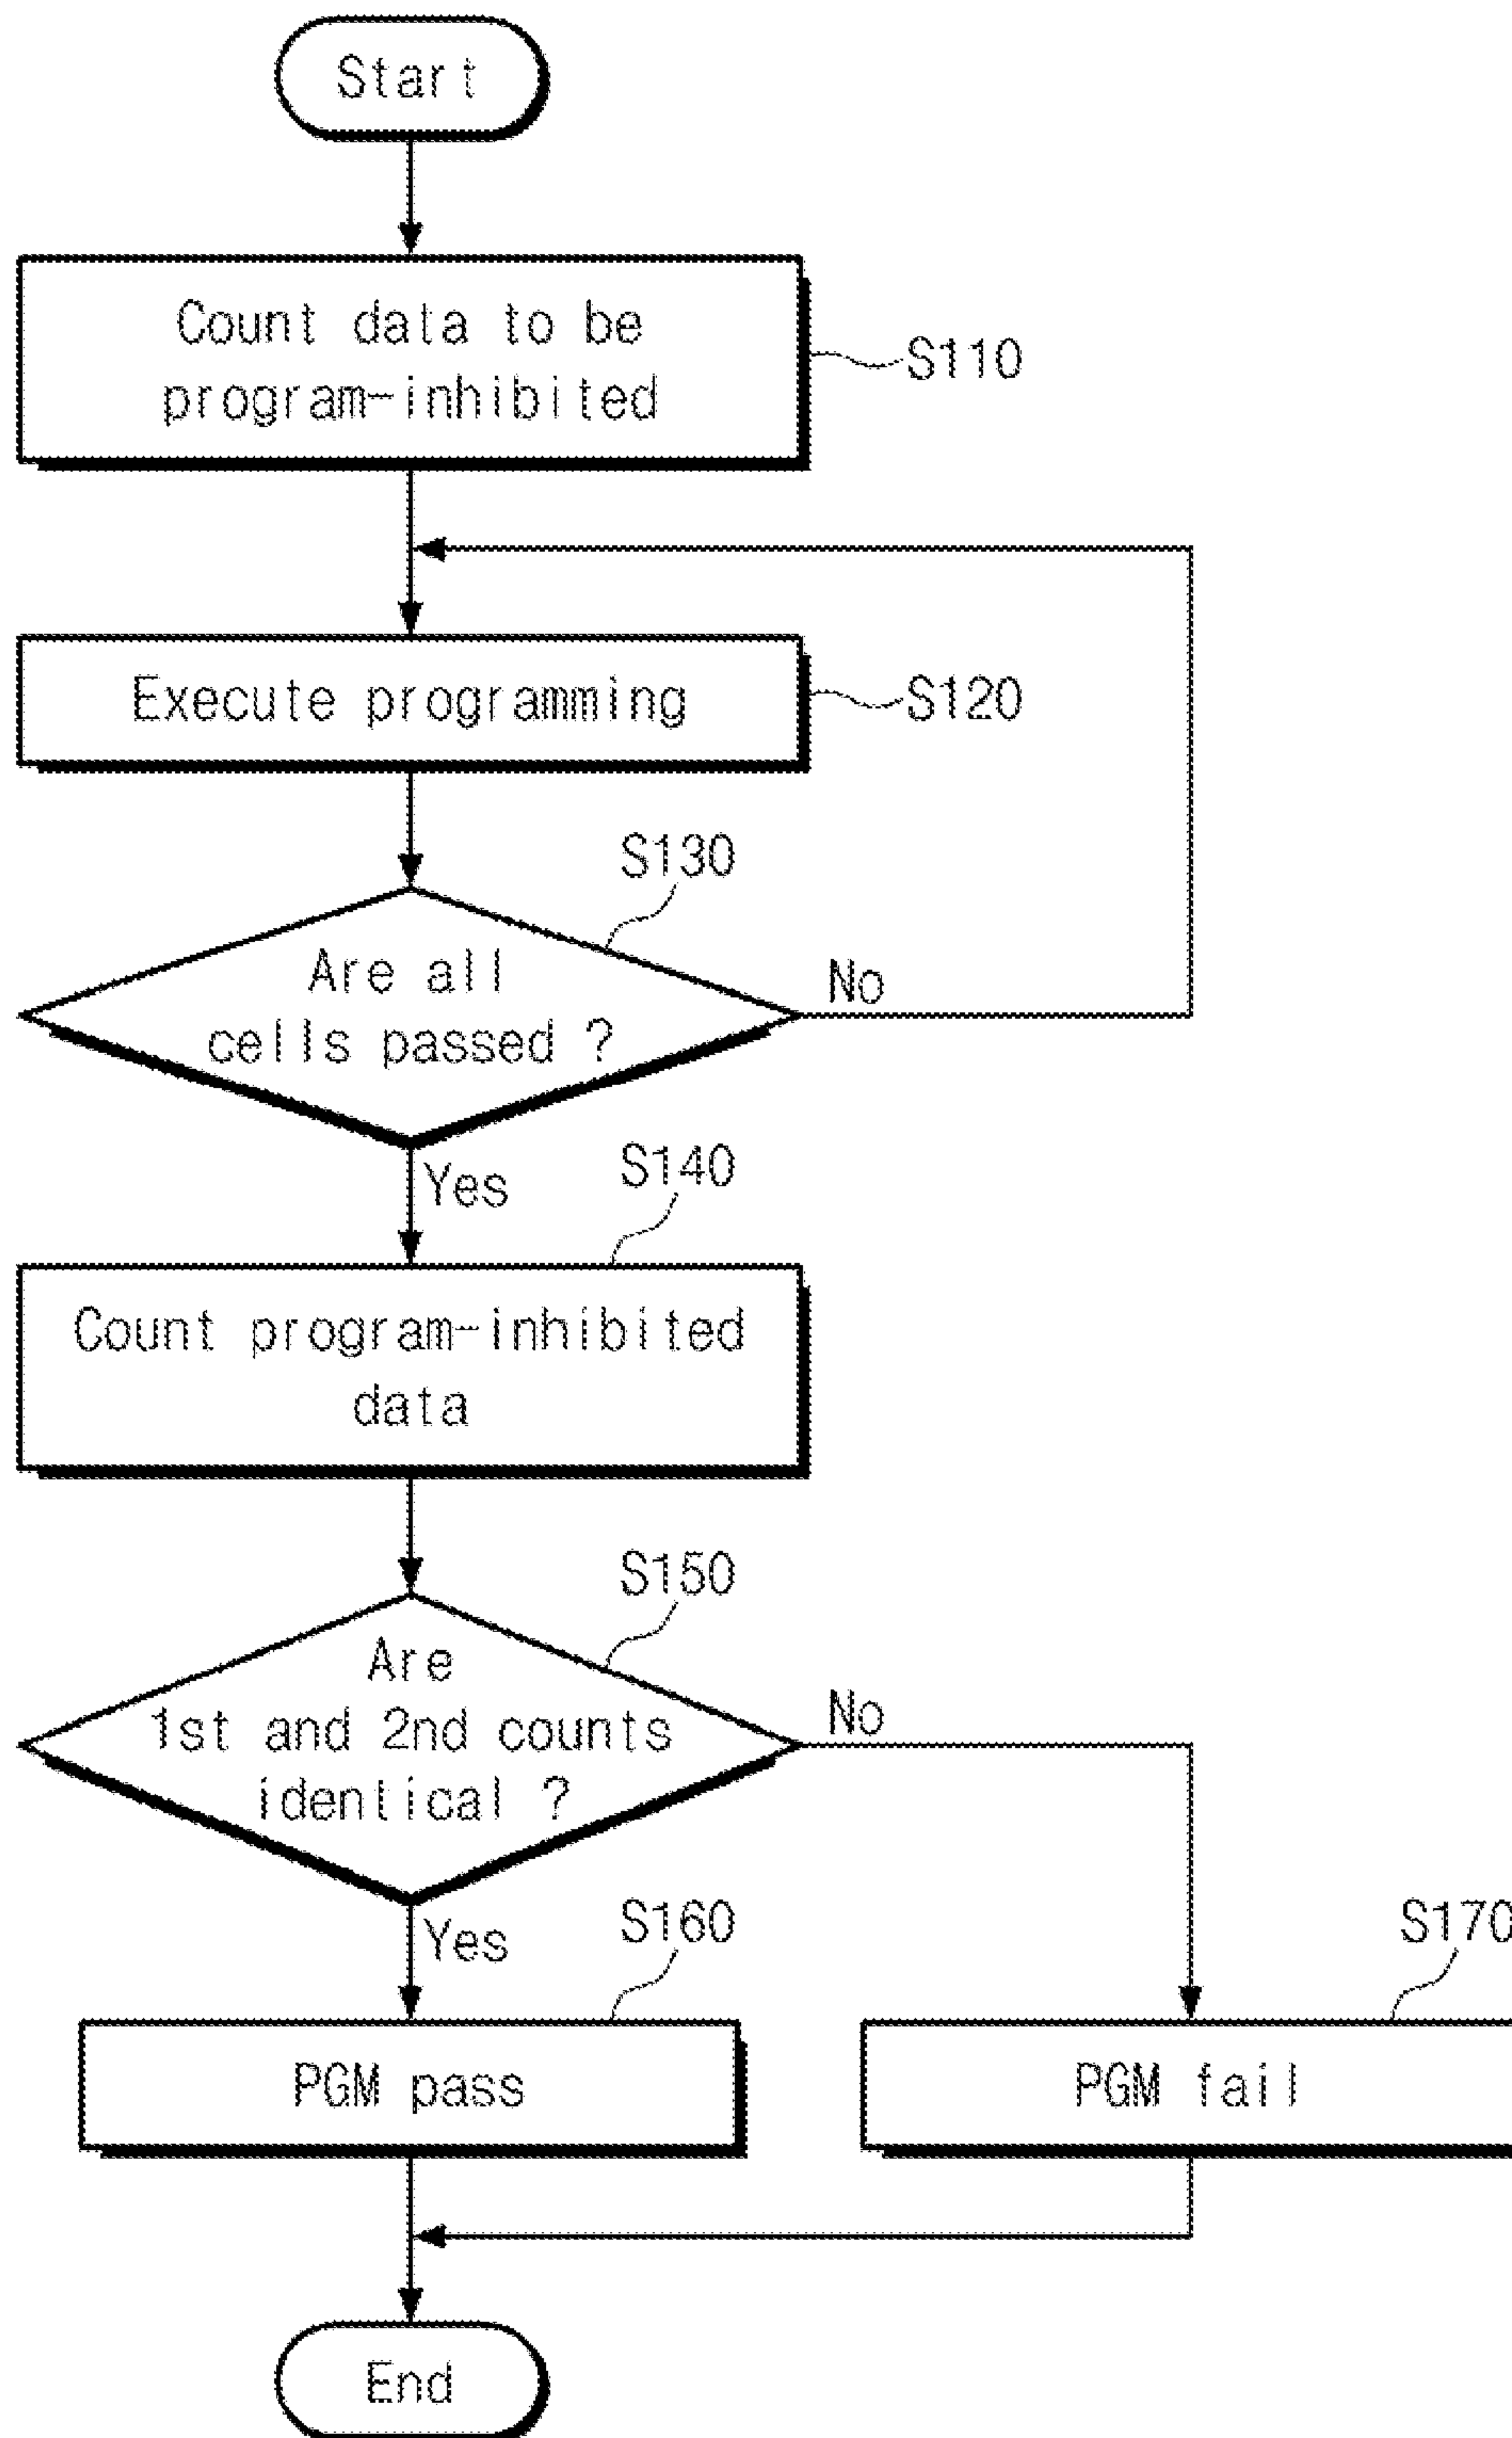 Start
Count data to be
program-inhibited
S110
Execute programming
S120
S130
Are all
cells passed ?
No
Yes
S140
Count program-inhibited
data
S150
Are
1st and 2nd counts
identical ?
No
Yes
S160
S170
PGM pass
PGM fail
End